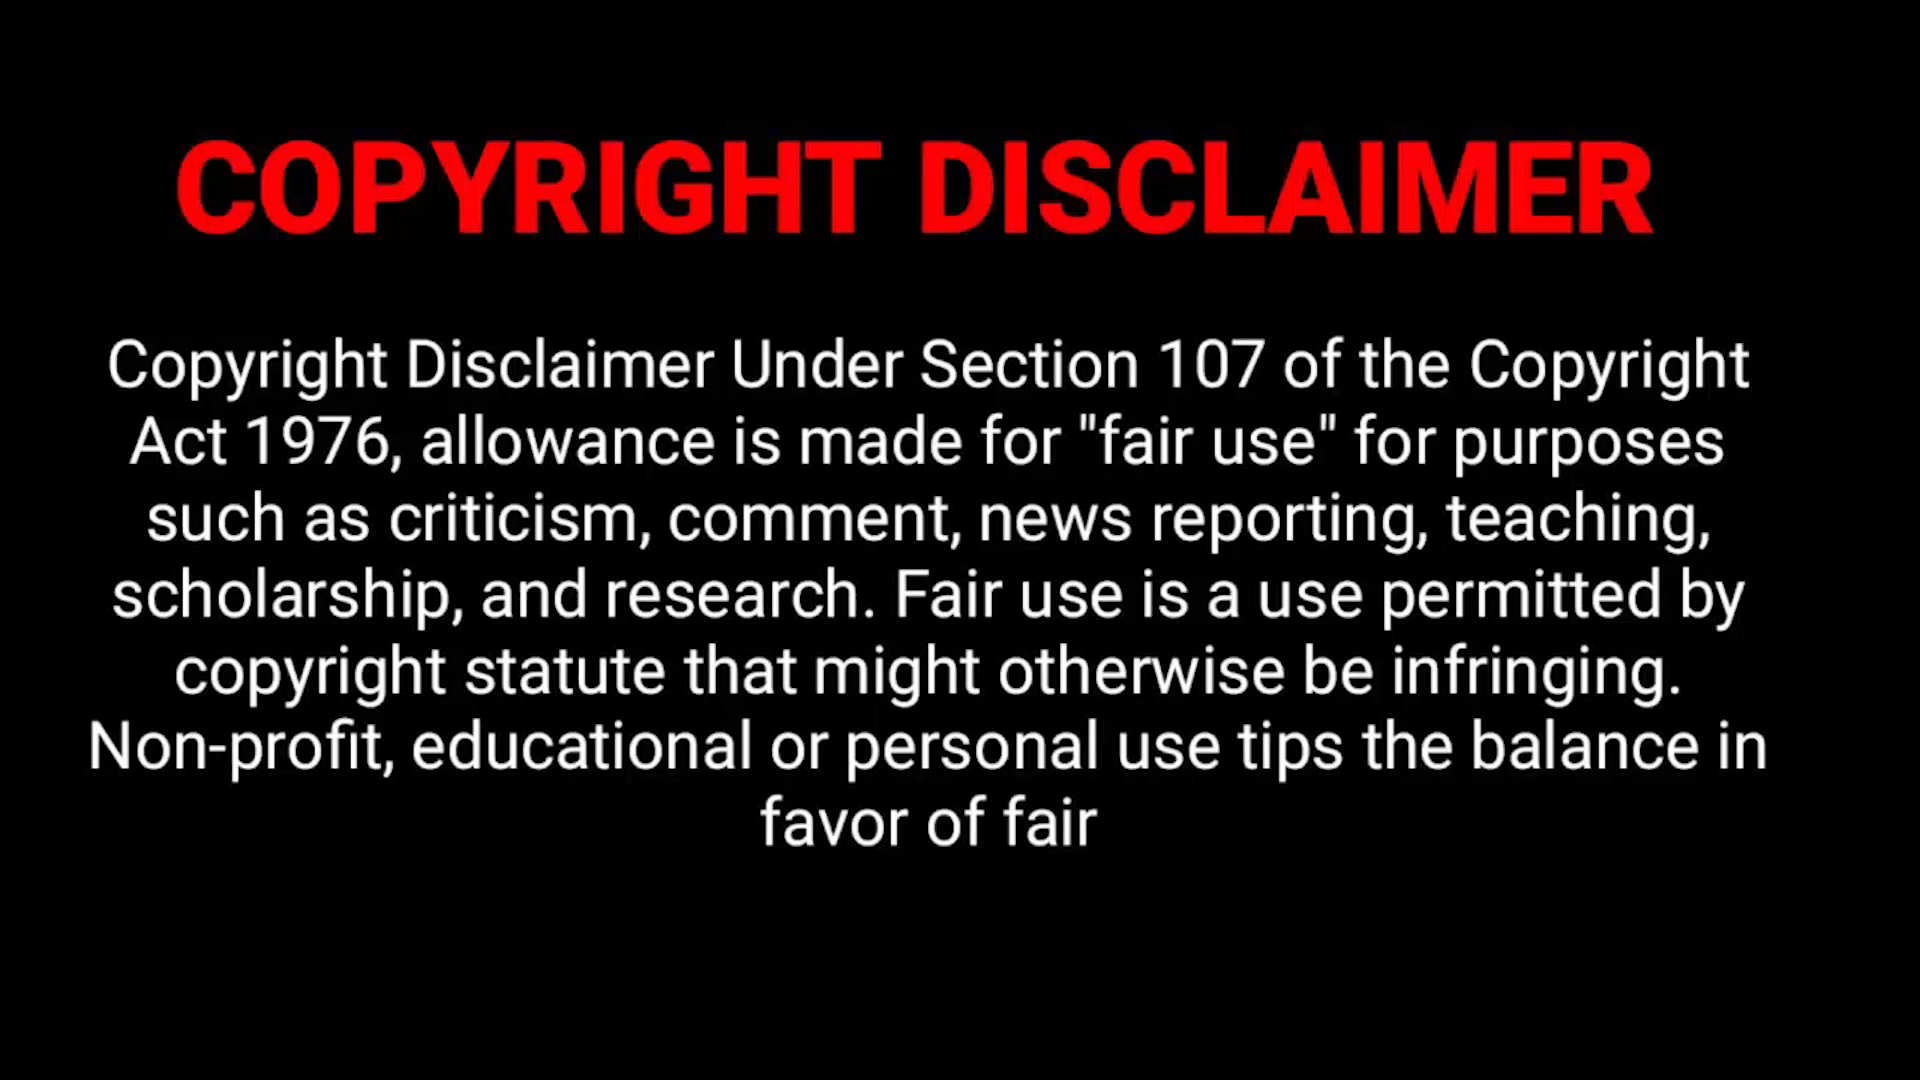 COPYRIGHT DISCLAIMER
Copyright Disclaimer Under Section 107 of the Copyright
Act 1976, allowance is made for "fair use" for purposes
such as criticism, comment, news reporting, teaching,
scholarship, and research. Fair use is a use permitted by
copyright statute that might otherwise be infringing.
Non-profit, educational or personal use tips the balance in
favor of fair